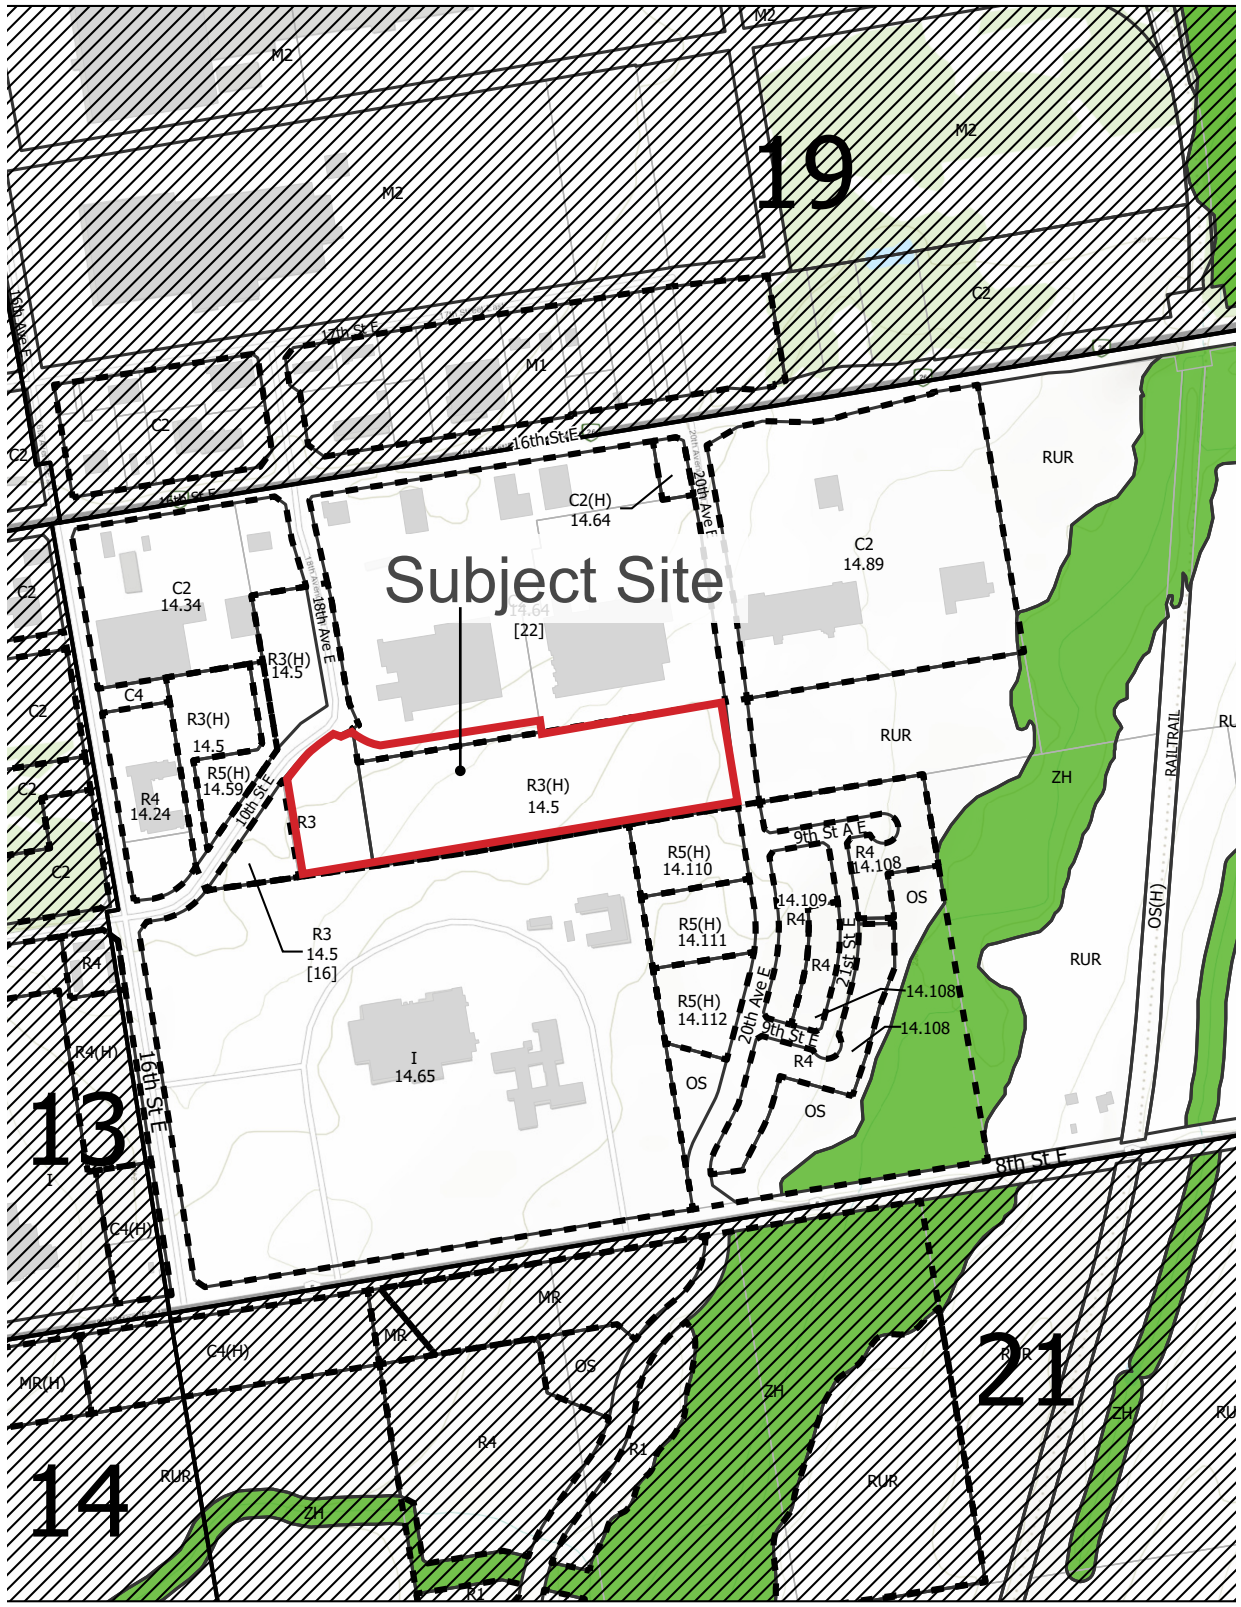 M2
M2
M2
19
M2
C2
16th Ave E
17th St E
M1
C2
C2
16th St E
16th St E
RUR
20th Ave E
C2(H)
14.64
C2
14.89
C2
C2
14.34
Subject Site
14.64
[22]
18th Ave E
R3(H)
14.5
C4
R3(H)
14.5
C2
RUR
RAILTRAIL
RU
R5(H)
14.59
10th St E
R4
14.24
R3
R3(H)
14.5
C2
ZH
9th St A E
R4
14.108
R5(H)
14.110
C2
OS
OS(H)
14.109
R4
R5(H)
14.111
R3
14.5
[16]
21st St E
R4
R4
RUR
14.108
R5(H)
14.112
20th Ave E
9th St E
14.108
R4
R4(H)
16th St E
I
14.65
OS
OS
13
I
8th St E
C4(H)
MR
MR
C4(H)
OS
MR(H)
21
RUR
ZH
ZH
RU
R4
R1
RUR
RUR
14
ZH
R1